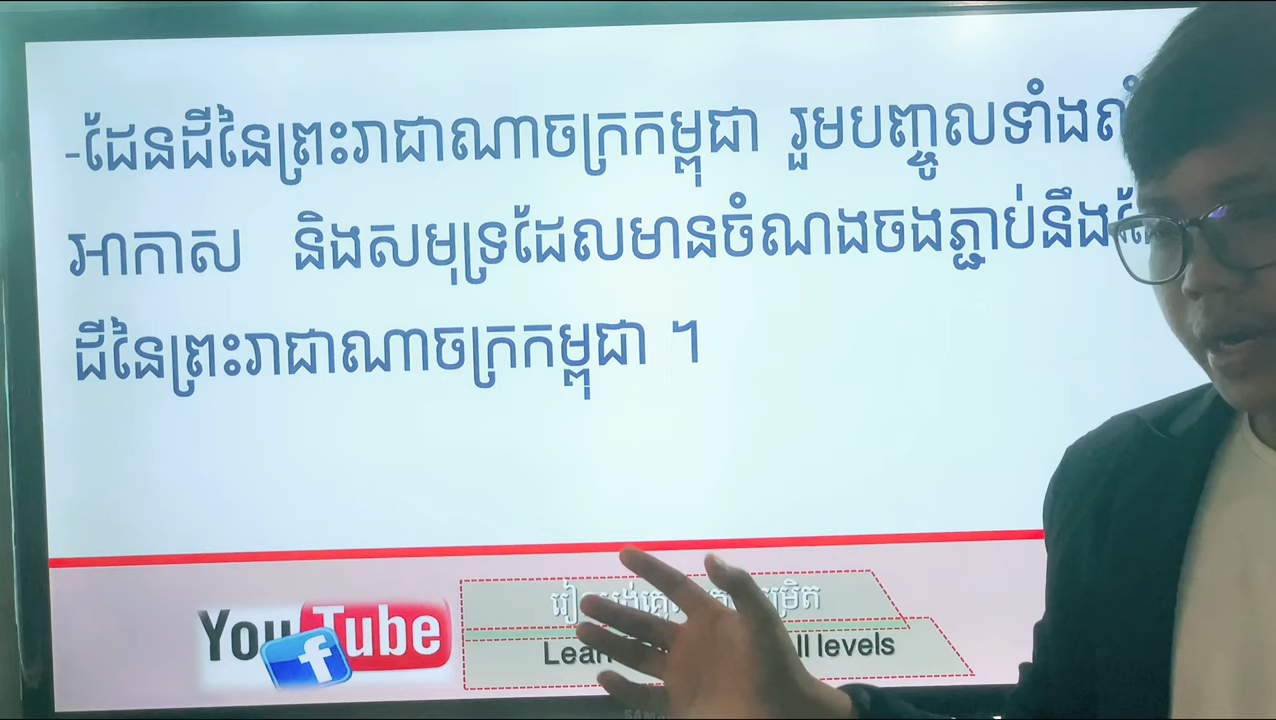 -ដែនដីនៃព្រះរាជាណាចក្រកម្ពុជា រួមបញ្ចូលទាំង
អាកាស និងសមុទ្រដែលមានចំណងចងភ្ជាប់នឹង
ដីនៃព្រះរាជាណាចក្រកម្ពុជា ។
YouTube
f
ll levels